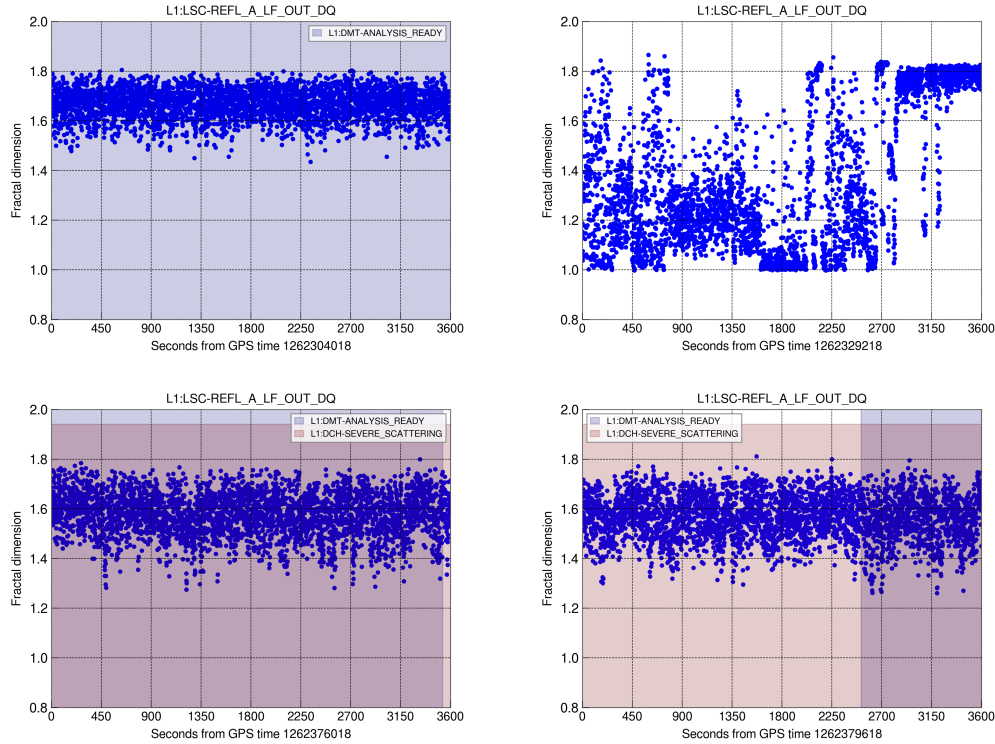 L1:LSC-REFL_A_LF_OUT_DQ
L1:DMT-ANALYSIS_READY
Fractal dimension
2.0
1.8
1.6
1.4
1.2
1.0
0.8
0 450 900 1350 1800 2250 2700 3150 3600
Seconds from GPS time 1262304018
L1:LSC-REFL_A_LF_OUT_DQ
Fractal dimension
2.0
1.8
1.6
1.4
1.2
1.0
0.8
0 450 900 1350 1800 2250 2700 3150 3600
Seconds from GPS time 1262329218
L1:LSC-REFL_A_LF_OUT_DQ
L1:DMT-ANALYSIS_READY
L1:DCH-SEVERE_SCATTERING
Fractal dimension
2.0
1.8
1.6
1.4
1.2
1.0
0.8
0 450 900 1350 1800 2250 2700 3150 3600
Seconds from GPS time 1262376018
L1:LSC-REFL_A_LF_OUT_DQ
L1:DMT-ANALYSIS_READY
L1:DCH-SEVERE_SCATTERING
Fractal dimension
2.0
1.8
1.6
1.4
1.2
1.0
0.8
0 450 900 1350 1800 2250 2700 3150 3600
Seconds from GPS time 1262379618